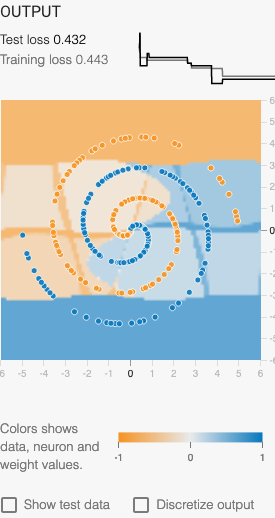 OUTPUT
Test loss 0.432
Training loss 0.443
6
5
4
3
2
1
0
-1
-2
-3
-4
-5
-6
6 -5 -4 -3 -2 -1 0 1 2 3 4 5 6
Colors shows
data, neuron and
weight values.
-1 0 1
Show test data Discretize output